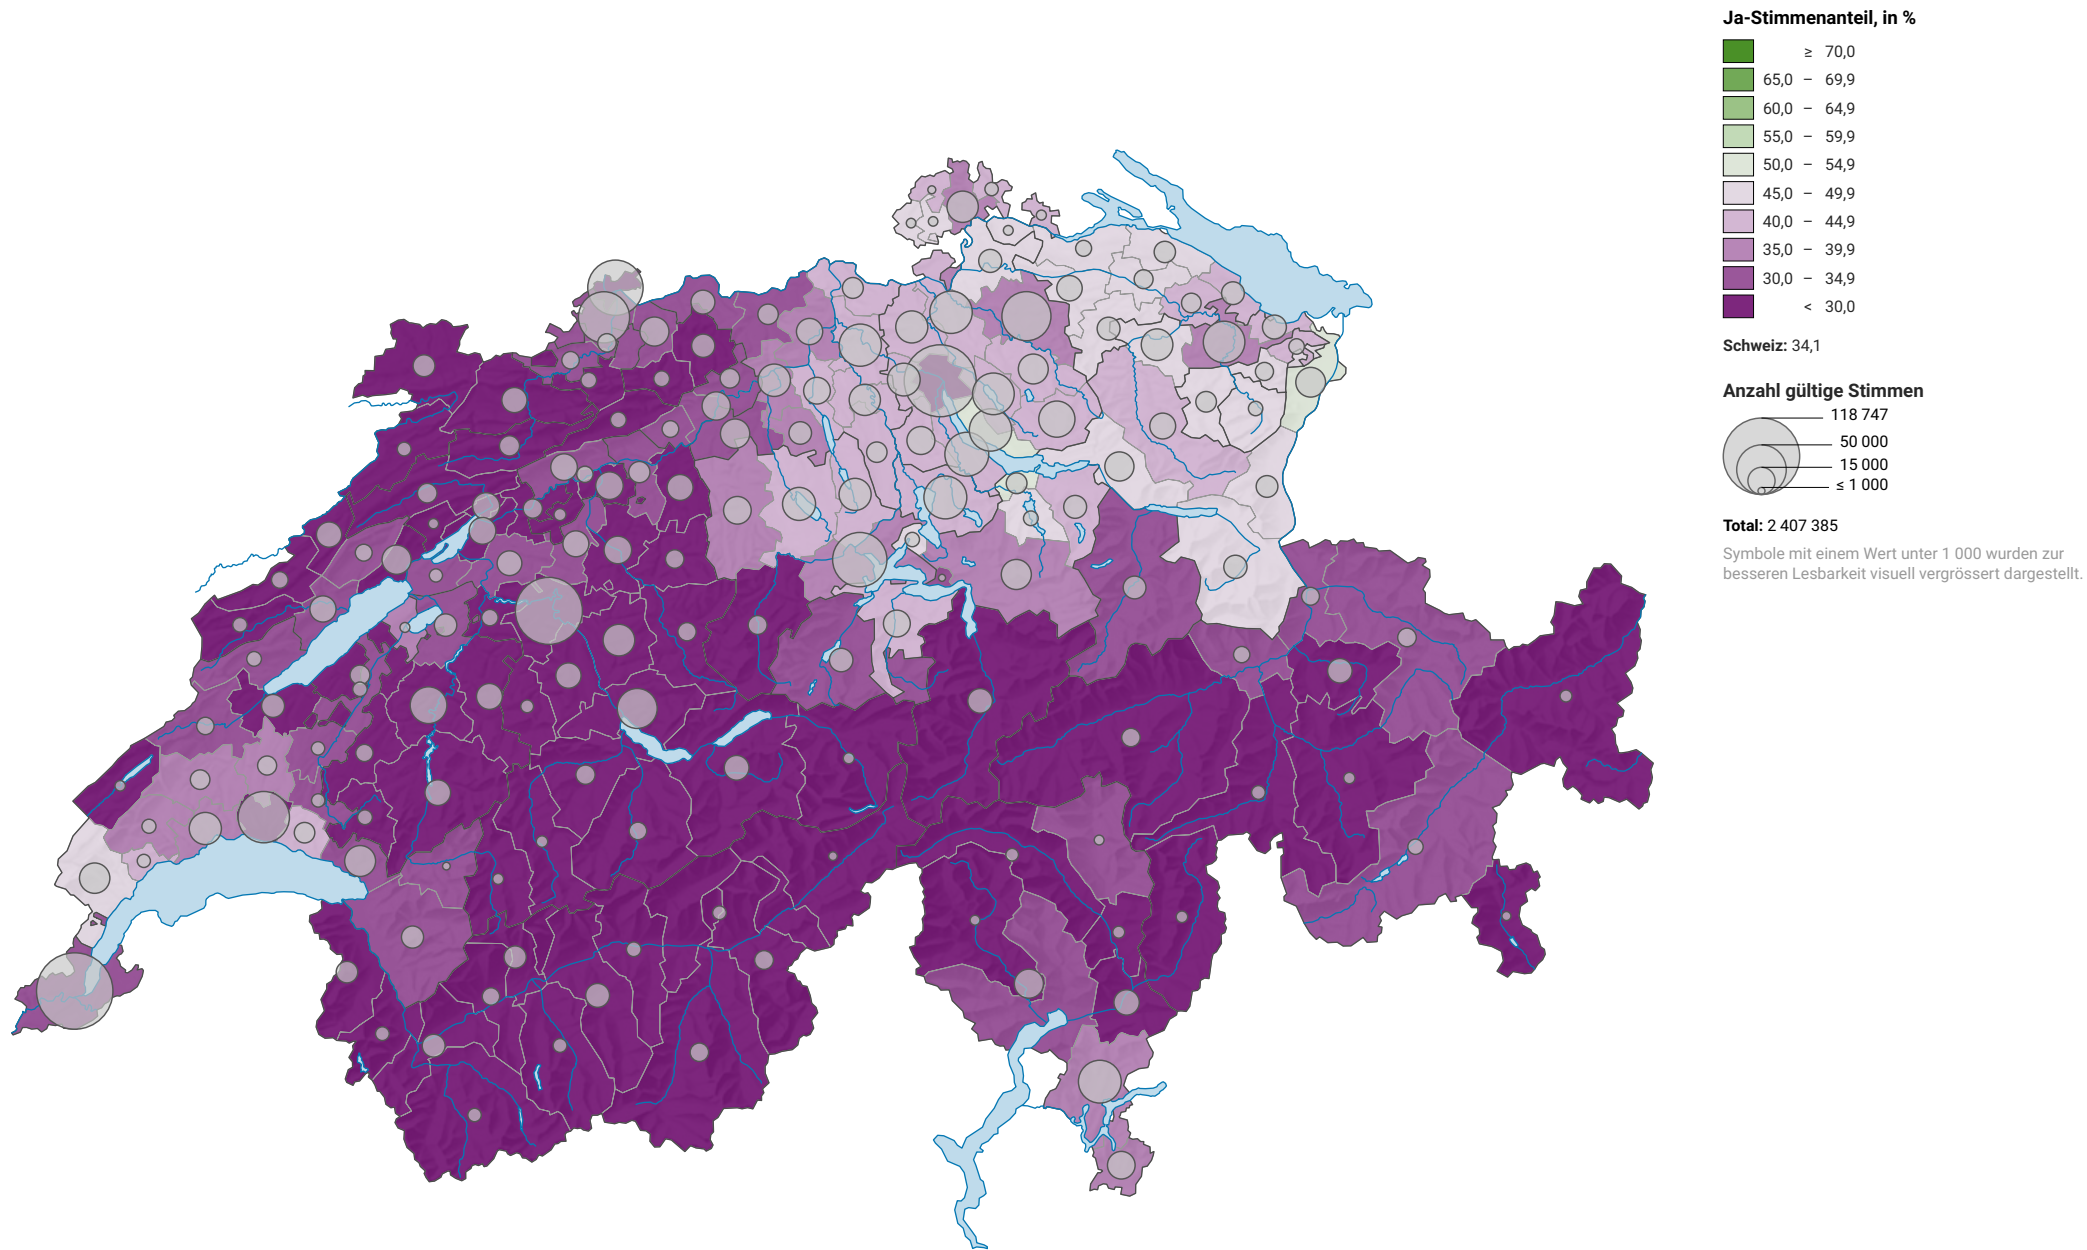 Ja-Stimmenanteil, in %
≥ 70,0
65,0 – 69,9
60,0 – 64,9
55,0 – 59,9
50,0 – 54,9
45,0 – 49,9
40,0 – 44,9
35,0 – 39,9
30,0 – 34,9
< 30,0
Schweiz: 34,1
Anzahl gültige Stimmen
118 747
50 000
15 000
≤ 1 000
Total: 2 407 385
Symbole mit einem Wert unter 1 000 wurden zur
besseren Lesbarkeit visuell vergrössert dargestellt.